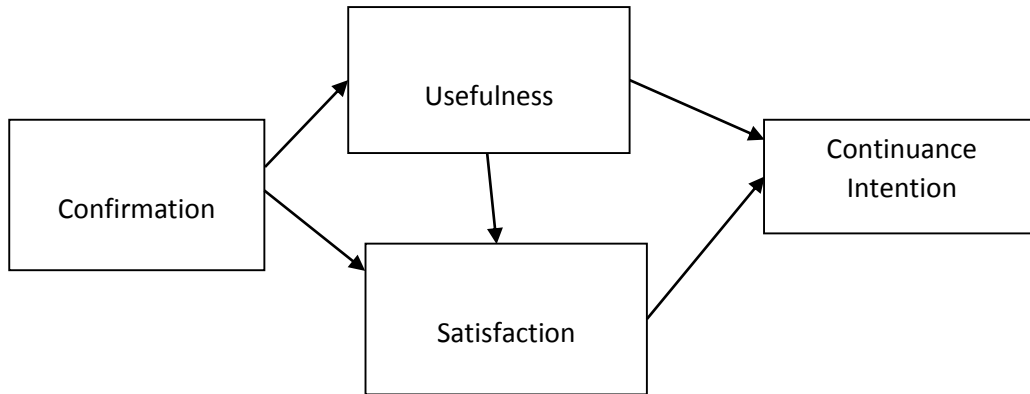 Usefulness
Confirmation
Continuance
Intention
Satisfaction